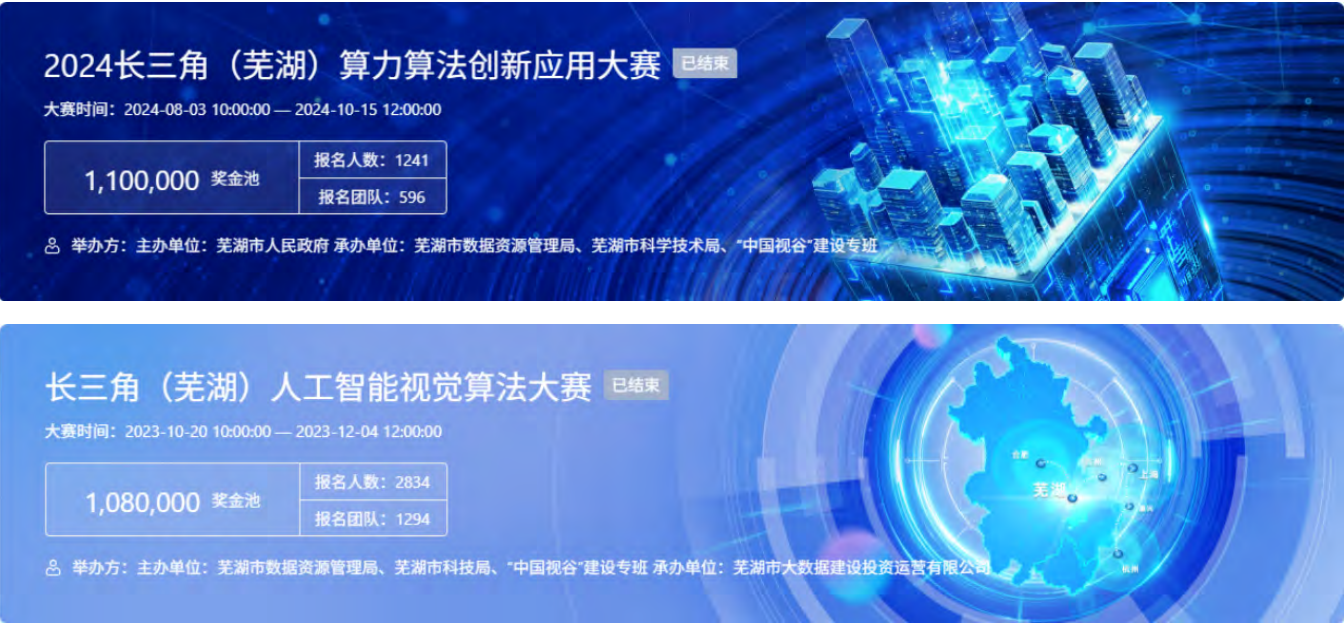 2024长三角（芜湖）算力算法创新应用大赛 已结束
大赛时间：2024-08-03 10:00:00 — 2024-10-15 12:00:00
1,100,000 奖金池
报名人数：1241
报名团队：596
举办方：主办单位：芜湖市人民政府 承办单位：芜湖市数据资源管理局、芜湖市科学技术局、“中国视谷”建设专班
长三角（芜湖）人工智能视觉算法大赛 已结束
大赛时间：2023-10-20 10:00:00 — 2023-12-04 12:00:00
1,080,000 奖金池
报名人数：2834
报名团队：1294
举办方：主办单位：芜湖市数据资源管理局、芜湖市科技局、“中国视谷”建设专班 承办单位：芜湖市大数据建设投资运营有限公司
合肥
上海
芜湖
杭州